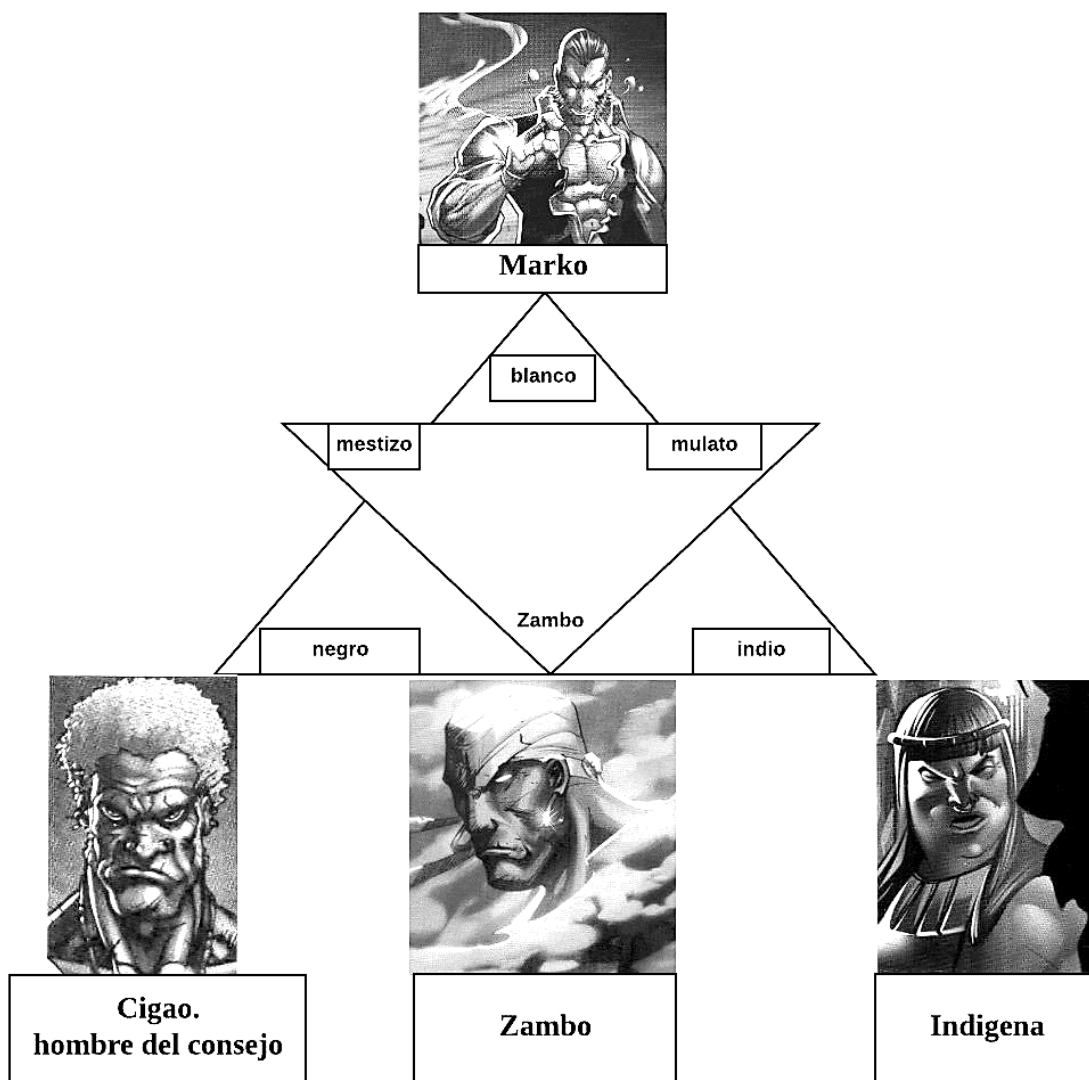 Marko
blanco
mestizo
mulato
Zambo
negro
indio
Cigao.
hombre del consejo
Zambo
Indigena